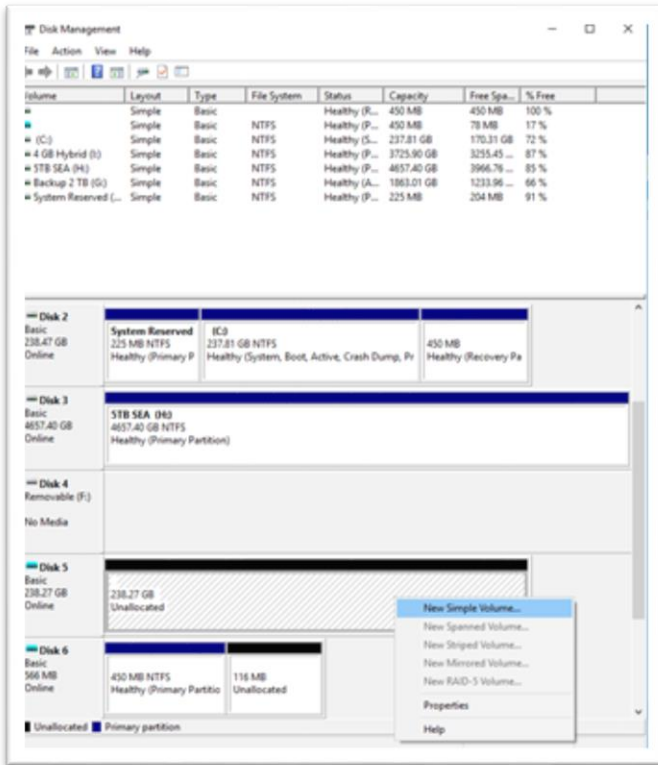 Disk Management
File Action View Help
Volume Layout Type File System Status Capacity Free Spa... % Free
Simple Basic Healthy (R... 450 MB 450 MB 100 %
Simple Basic NTFS Healthy (P... 450 MB 78 MB 17 %
(C:) Simple Basic NTFS Healthy (S... 237.81 GB 170.31 GB 72 %
4 GB Hybrid (I:) Simple Basic NTFS Healthy (P... 3725.90 GB 3255.45 ... 87 %
5TB SEA (H:) Simple Basic NTFS Healthy (P... 4657.40 GB 3966.76 ... 85 %
Backup 2 TB (G:) Simple Basic NTFS Healthy (A... 1863.01 GB 1233.96 ... 66 %
System Reserved (... Simple Basic NTFS Healthy (P... 225 MB 204 MB 91 %
Disk 2
Basic
238.47 GB
Online
System Reserved
225 MB NTFS
Healthy (Primary P
(C:)
237.81 GB NTFS
Healthy (System, Boot, Active, Crash Dump, Pr
450 MB
Healthy (Recovery Pa
Disk 3
Basic
4657.40 GB
Online
5TB SEA (H:)
4657.40 GB NTFS
Healthy (Primary Partition)
Disk 4
Removable (F:)
No Media
Disk 5
Basic
238.27 GB
Online
238.27 GB
Unallocated
New Simple Volume...
New Spanned Volume...
New Striped Volume...
New Mirrored Volume...
New RAID-5 Volume...
Properties
Help
Disk 6
Basic
566 MB
Online
450 MB NTFS
Healthy (Primary Partitio
116 MB
Unallocated
Unallocated Primary partition